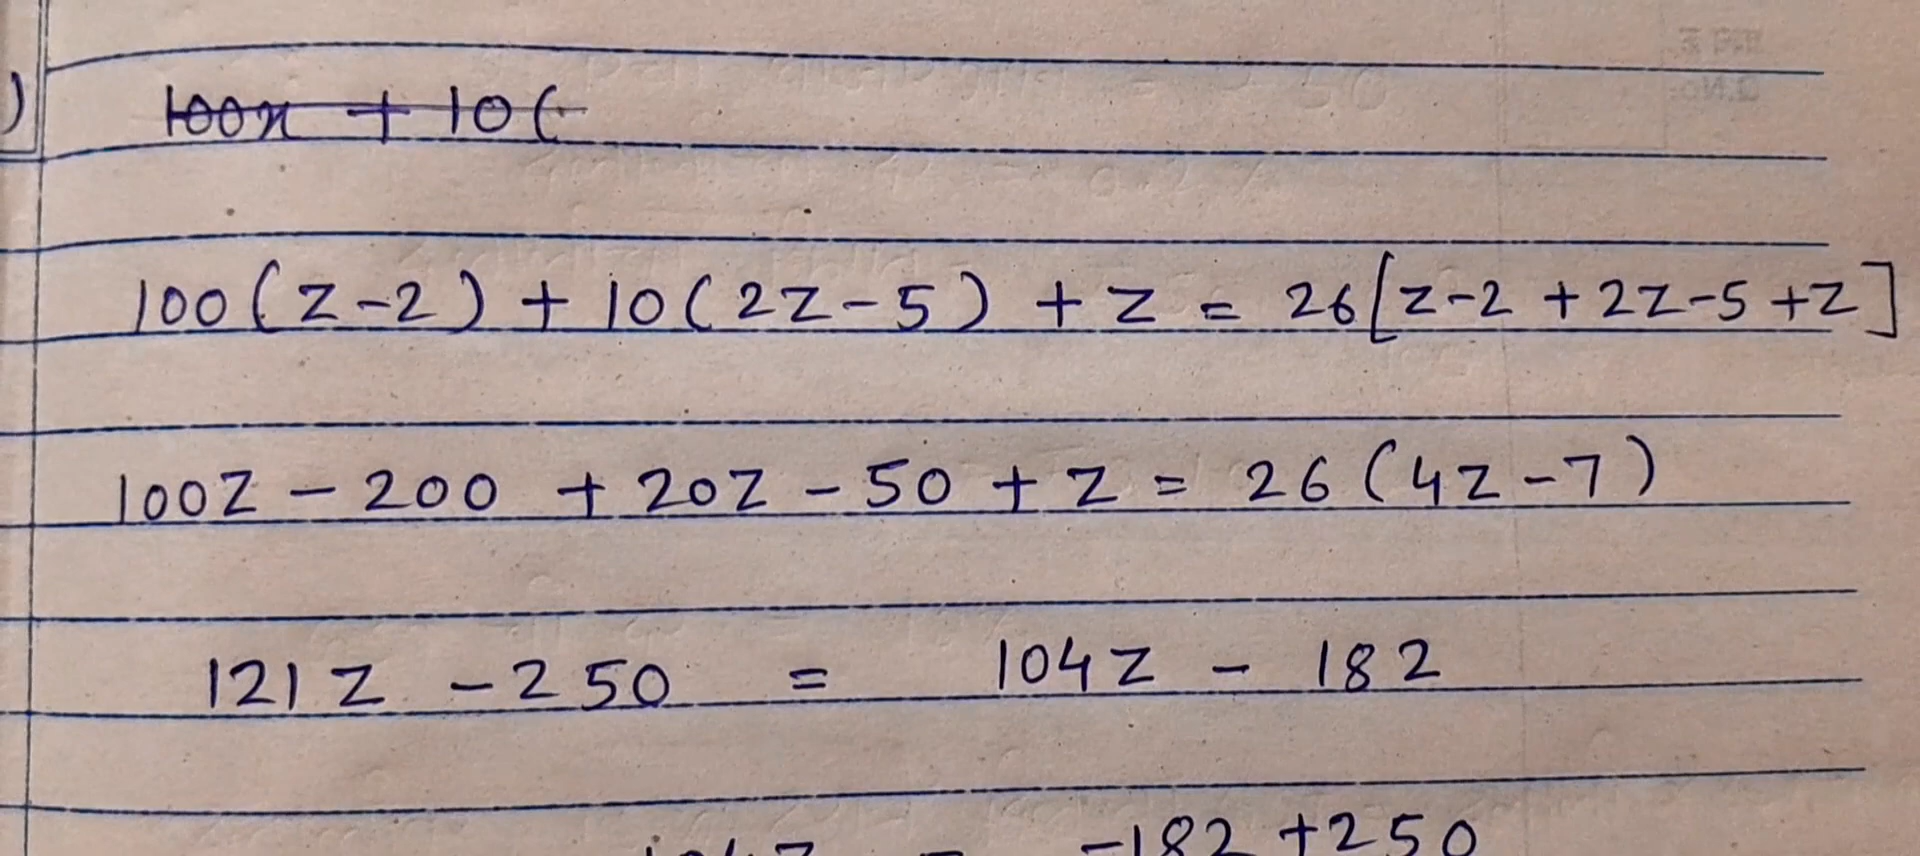 )
100x + 10(
100(z-2) + 10(2z-5) + z = 26[z-2 + 2z-5 +z]
100z - 200 + 20z - 50 + z = 26(4z-7)
121z - 250 = 104z - 182
-182 +250